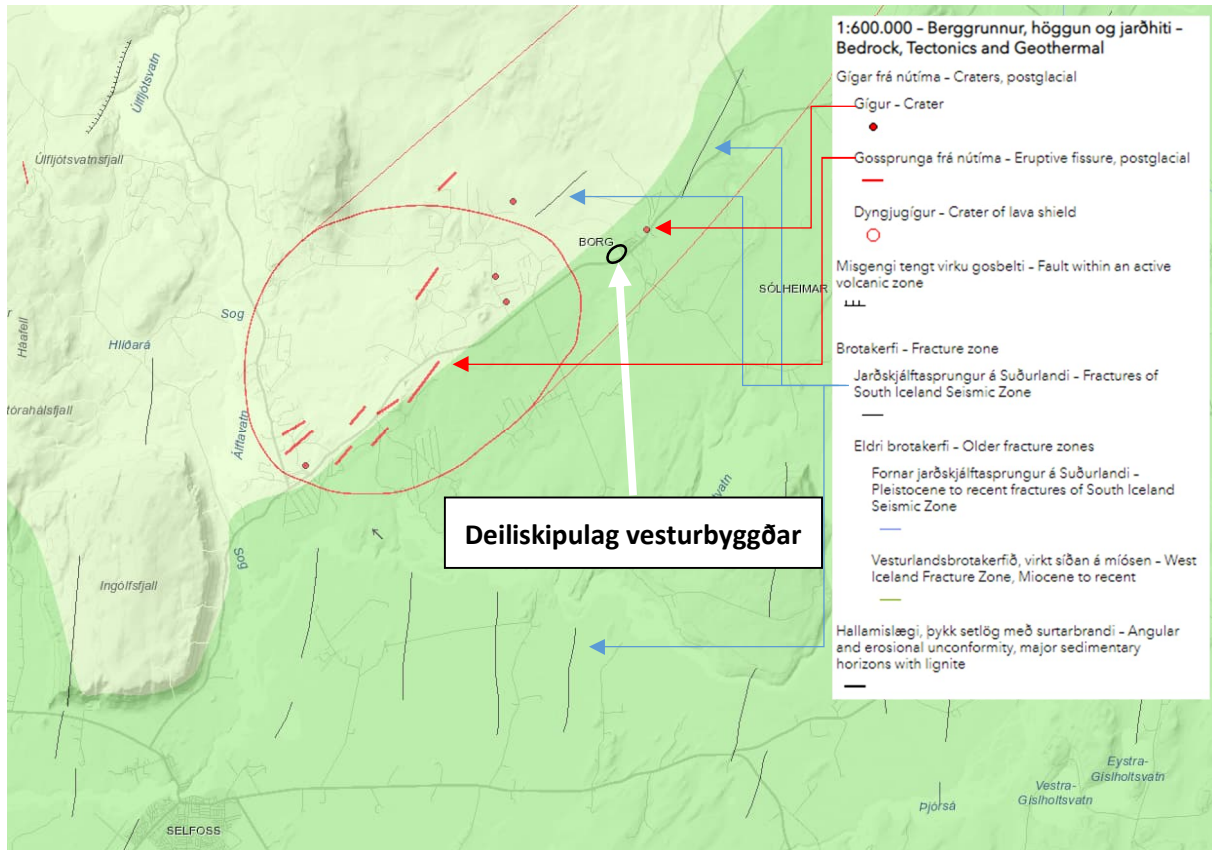 Úlfljótsvatn
Úlfljótsvatnsfjall
BORG
SÓLHEIMAR
Sog
Hlíðará
Háafell
tórahálsfjall
Álftavatn
Sog
Ingólfsfjall
SELFOSS
Þjórsá
Vestra-
Gíslholtsvatn
Eystra-
Gíslholtsvatn
Deiliskipulag vesturbyggðar
1:600.000 – Berggrunnur, höggun og jarðhiti –
Bedrock, Tectonics and Geothermal
Gígar frá nútíma – Craters, postglacial
Gígur – Crater
Gossprunga frá nútíma – Eruptive fissure, postglacial
Dyngjugígur – Crater of lava shield
Misgengi tengt virku gosbelti – Fault within an active
volcanic zone
Brotakerfi – Fracture zone
Jarðskjálftasprungur á Suðurlandi – Fractures of
South Iceland Seismic Zone
Eldri brotakerfi – Older fracture zones
Fornar jarðskjálftasprungur á Suðurlandi –
Pleistocene to recent fractures of South Iceland
Seismic Zone
Vesturlandsbrotakerfið, virkt síðan á míósen – West
Iceland Fracture Zone, Miocene to recent
Hallamislægi, þykk setlög með surtarbrandi – Angular
and erosional unconformity, major sedimentary
horizons with lignite